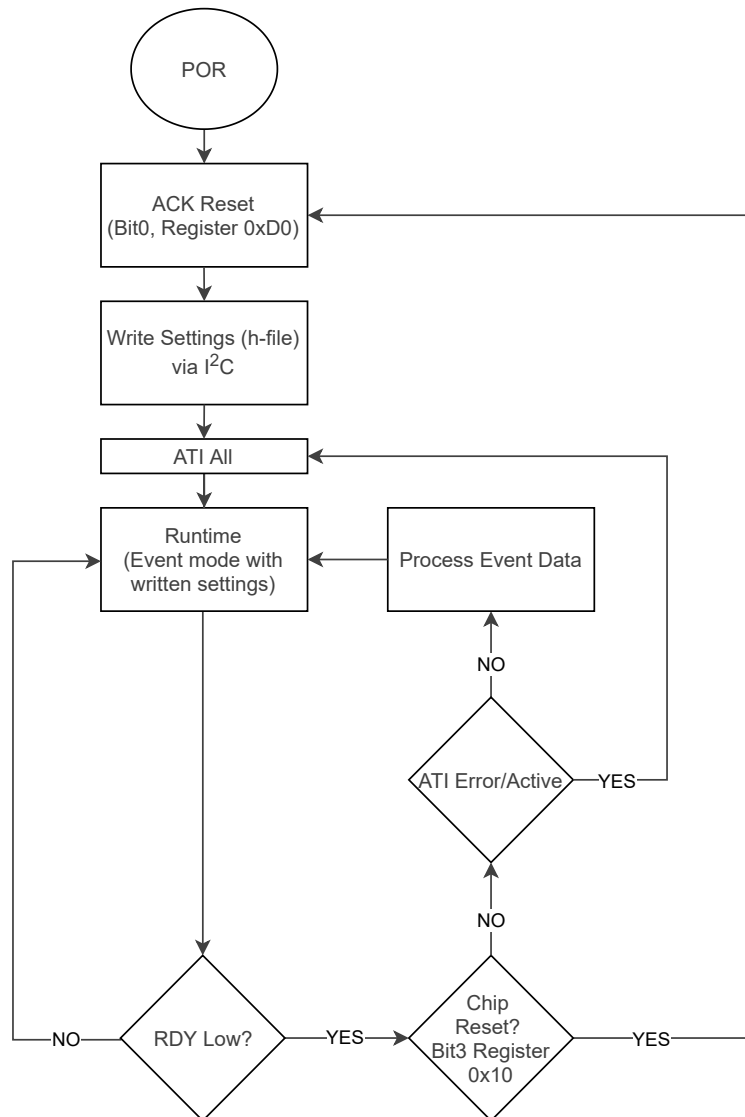 POR
ACK Reset
(Bit0, Register 0xD0)
Write Settings (h-file)
via I²C
ATI All
Runtime
(Event mode with
written settings)
Process Event Data
NO
ATI Error/Active
YES
NO
RDY Low?
NO
YES
Chip
Reset?
Bit3 Register
0x10
YES